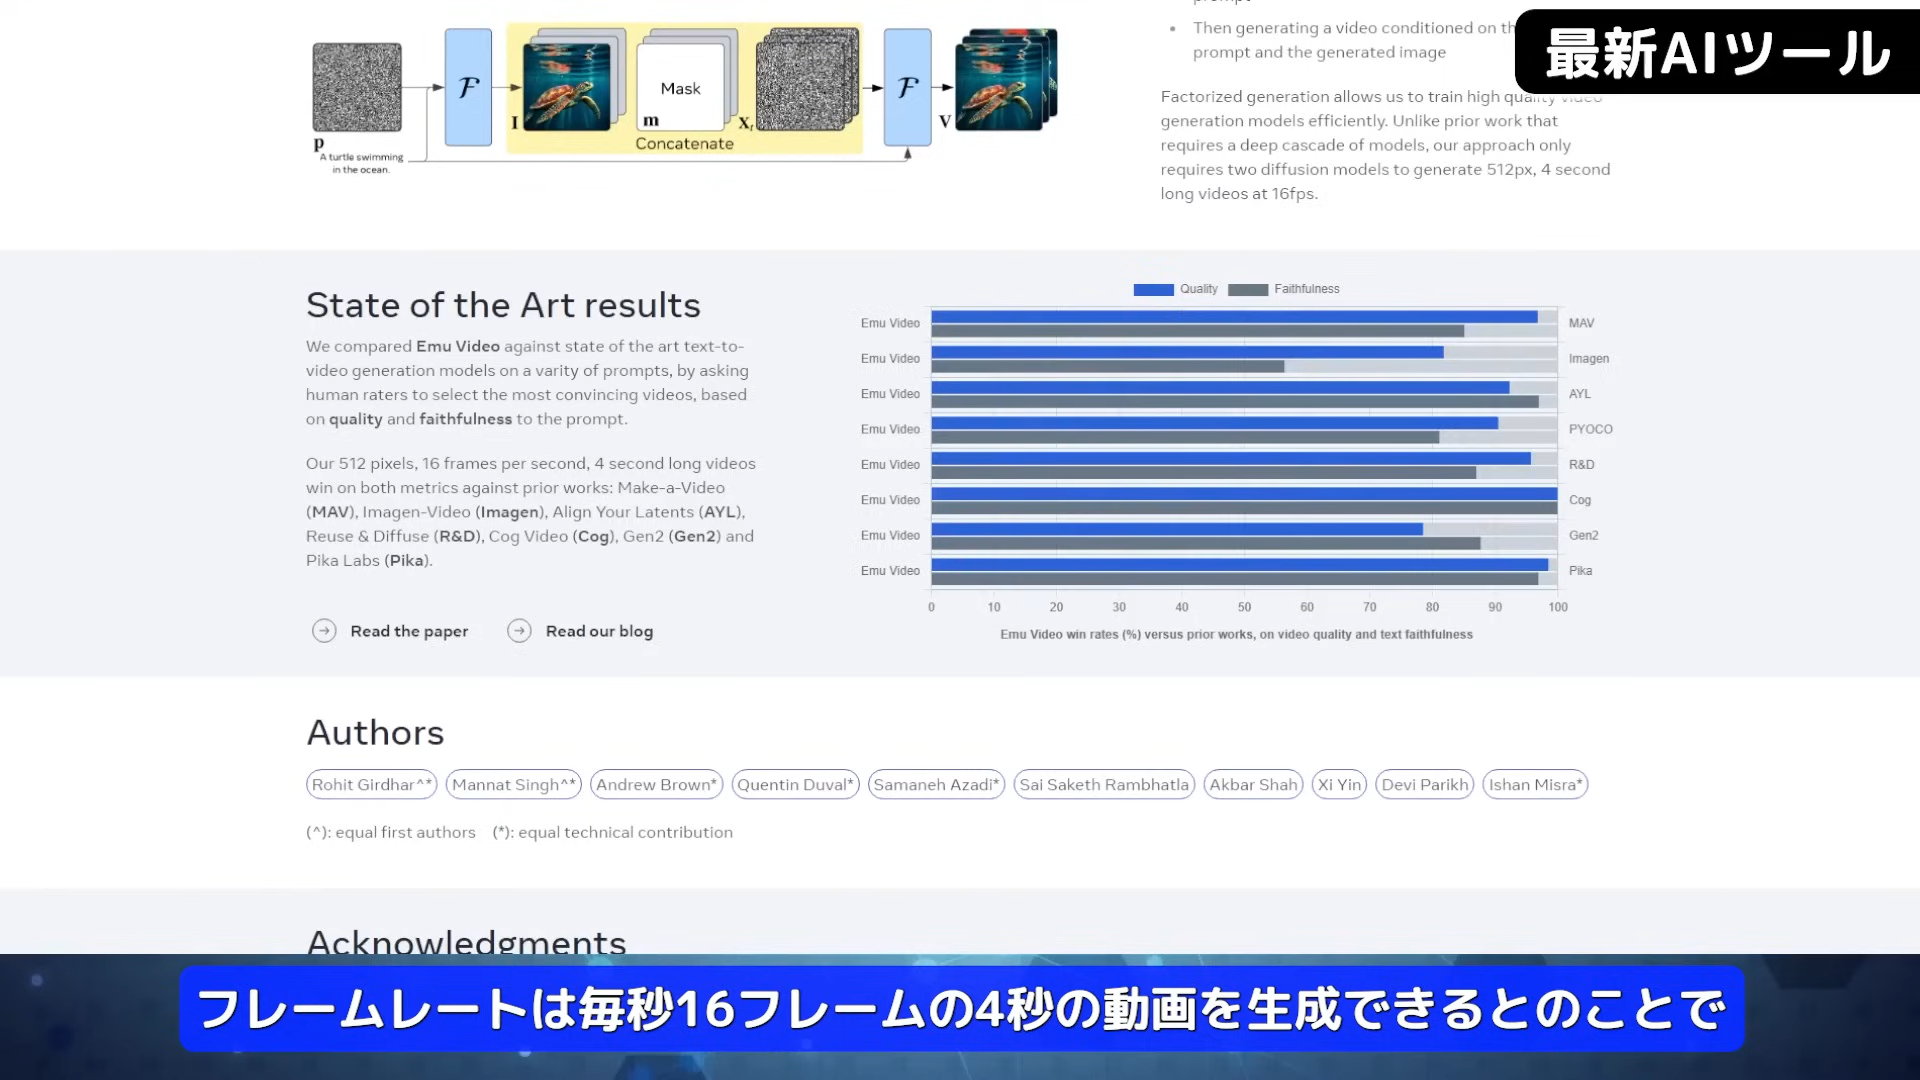 Then generating a video conditioned on th
prompt and the generated image
最新AIツール
F
F
Mask
I
m
X_t
V
p
Concatenate
A turtle swimming
in the ocean.
Factorized generation allows us to train high quality video
generation models efficiently. Unlike prior work that
requires a deep cascade of models, our approach only
requires two diffusion models to generate 512px, 4 second
long videos at 16fps.
State of the Art results
We compared Emu Video against state of the art text-to-
video generation models on a varity of prompts, by asking
human raters to select the most convincing videos, based
on quality and faithfulness to the prompt.
Our 512 pixels, 16 frames per second, 4 second long videos
win on both metrics against prior works: Make-a-Video
(MAV), Imagen-Video (Imagen), Align Your Latents (AYL),
Reuse & Diffuse (R&D), Cog Video (Cog), Gen2 (Gen2) and
Pika Labs (Pika).
Read the paper
Read our blog
Quality Faithfulness
Emu Video MAV
Emu Video Imagen
Emu Video AYL
Emu Video PYOCO
Emu Video R&D
Emu Video Cog
Emu Video Gen2
Emu Video Pika
0 10 20 30 40 50 60 70 80 90 100
Emu Video win rates (%) versus prior works, on video quality and text faithfulness
Authors
Rohit Girdhar^* Mannat Singh^* Andrew Brown* Quentin Duval* Samaneh Azadi* Sai Saketh Rambhatla Akbar Shah Xi Yin Devi Parikh Ishan Misra*
(^): equal first authors (*): equal technical contribution
Acknowledgments
フレームレートは毎秒16フレームの4秒の動画を生成できるとのことで